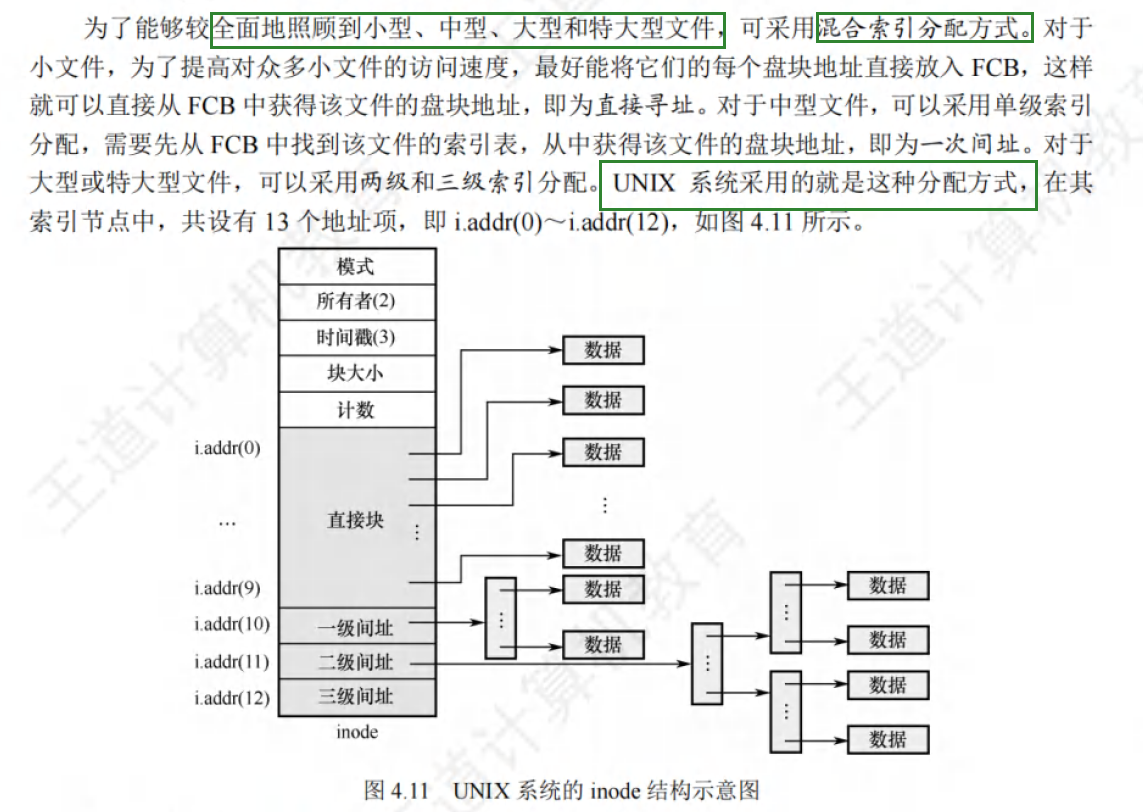 为了能够较全面地照顾到小型、中型、大型和特大型文件，可采用混合索引分配方式。对于
小文件，为了提高对众多小文件的访问速度，最好能将它们的每个盘块地址直接放入 FCB，这样
就可以直接从 FCB 中获得该文件的盘块地址，即为直接寻址。对于中型文件，可以采用单级索引
分配，需要先从 FCB 中找到该文件的索引表，从中获得该文件的盘块地址，即为一次间址。对于
大型或特大型文件，可以采用两级和三级索引分配。UNIX 系统采用的就是这种分配方式，在其
索引节点中，共设有 13 个地址项，即 i.addr(0)～i.addr(12)，如图 4.11 所示。
模式
所有者(2)
时间戳(3)
块大小
计数
i.addr(0)
…
直接块
⋮
i.addr(9)
i.addr(10)
一级间址
i.addr(11)
二级间址
i.addr(12)
三级间址
inode
数据
数据
数据
⋮
数据
数据
⋮
数据
⋮
⋮
数据
数据
⋮
数据
数据
图 4.11 UNIX 系统的 inode 结构示意图
王道计算机教育
王道计算机教育
王道计算机教育